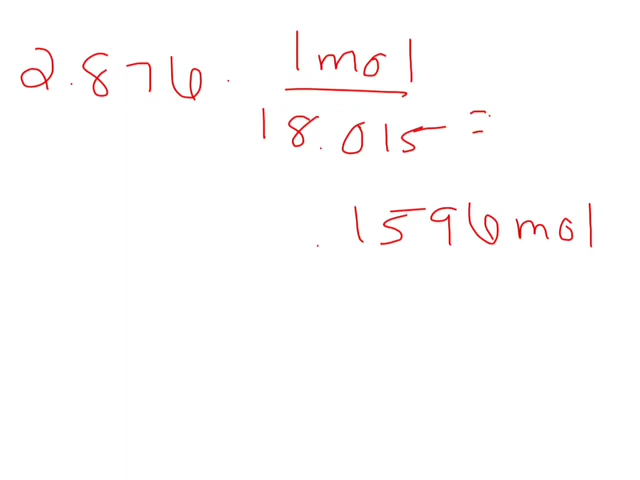 2.876 · 1 mol
18.015 =
.1596 mol